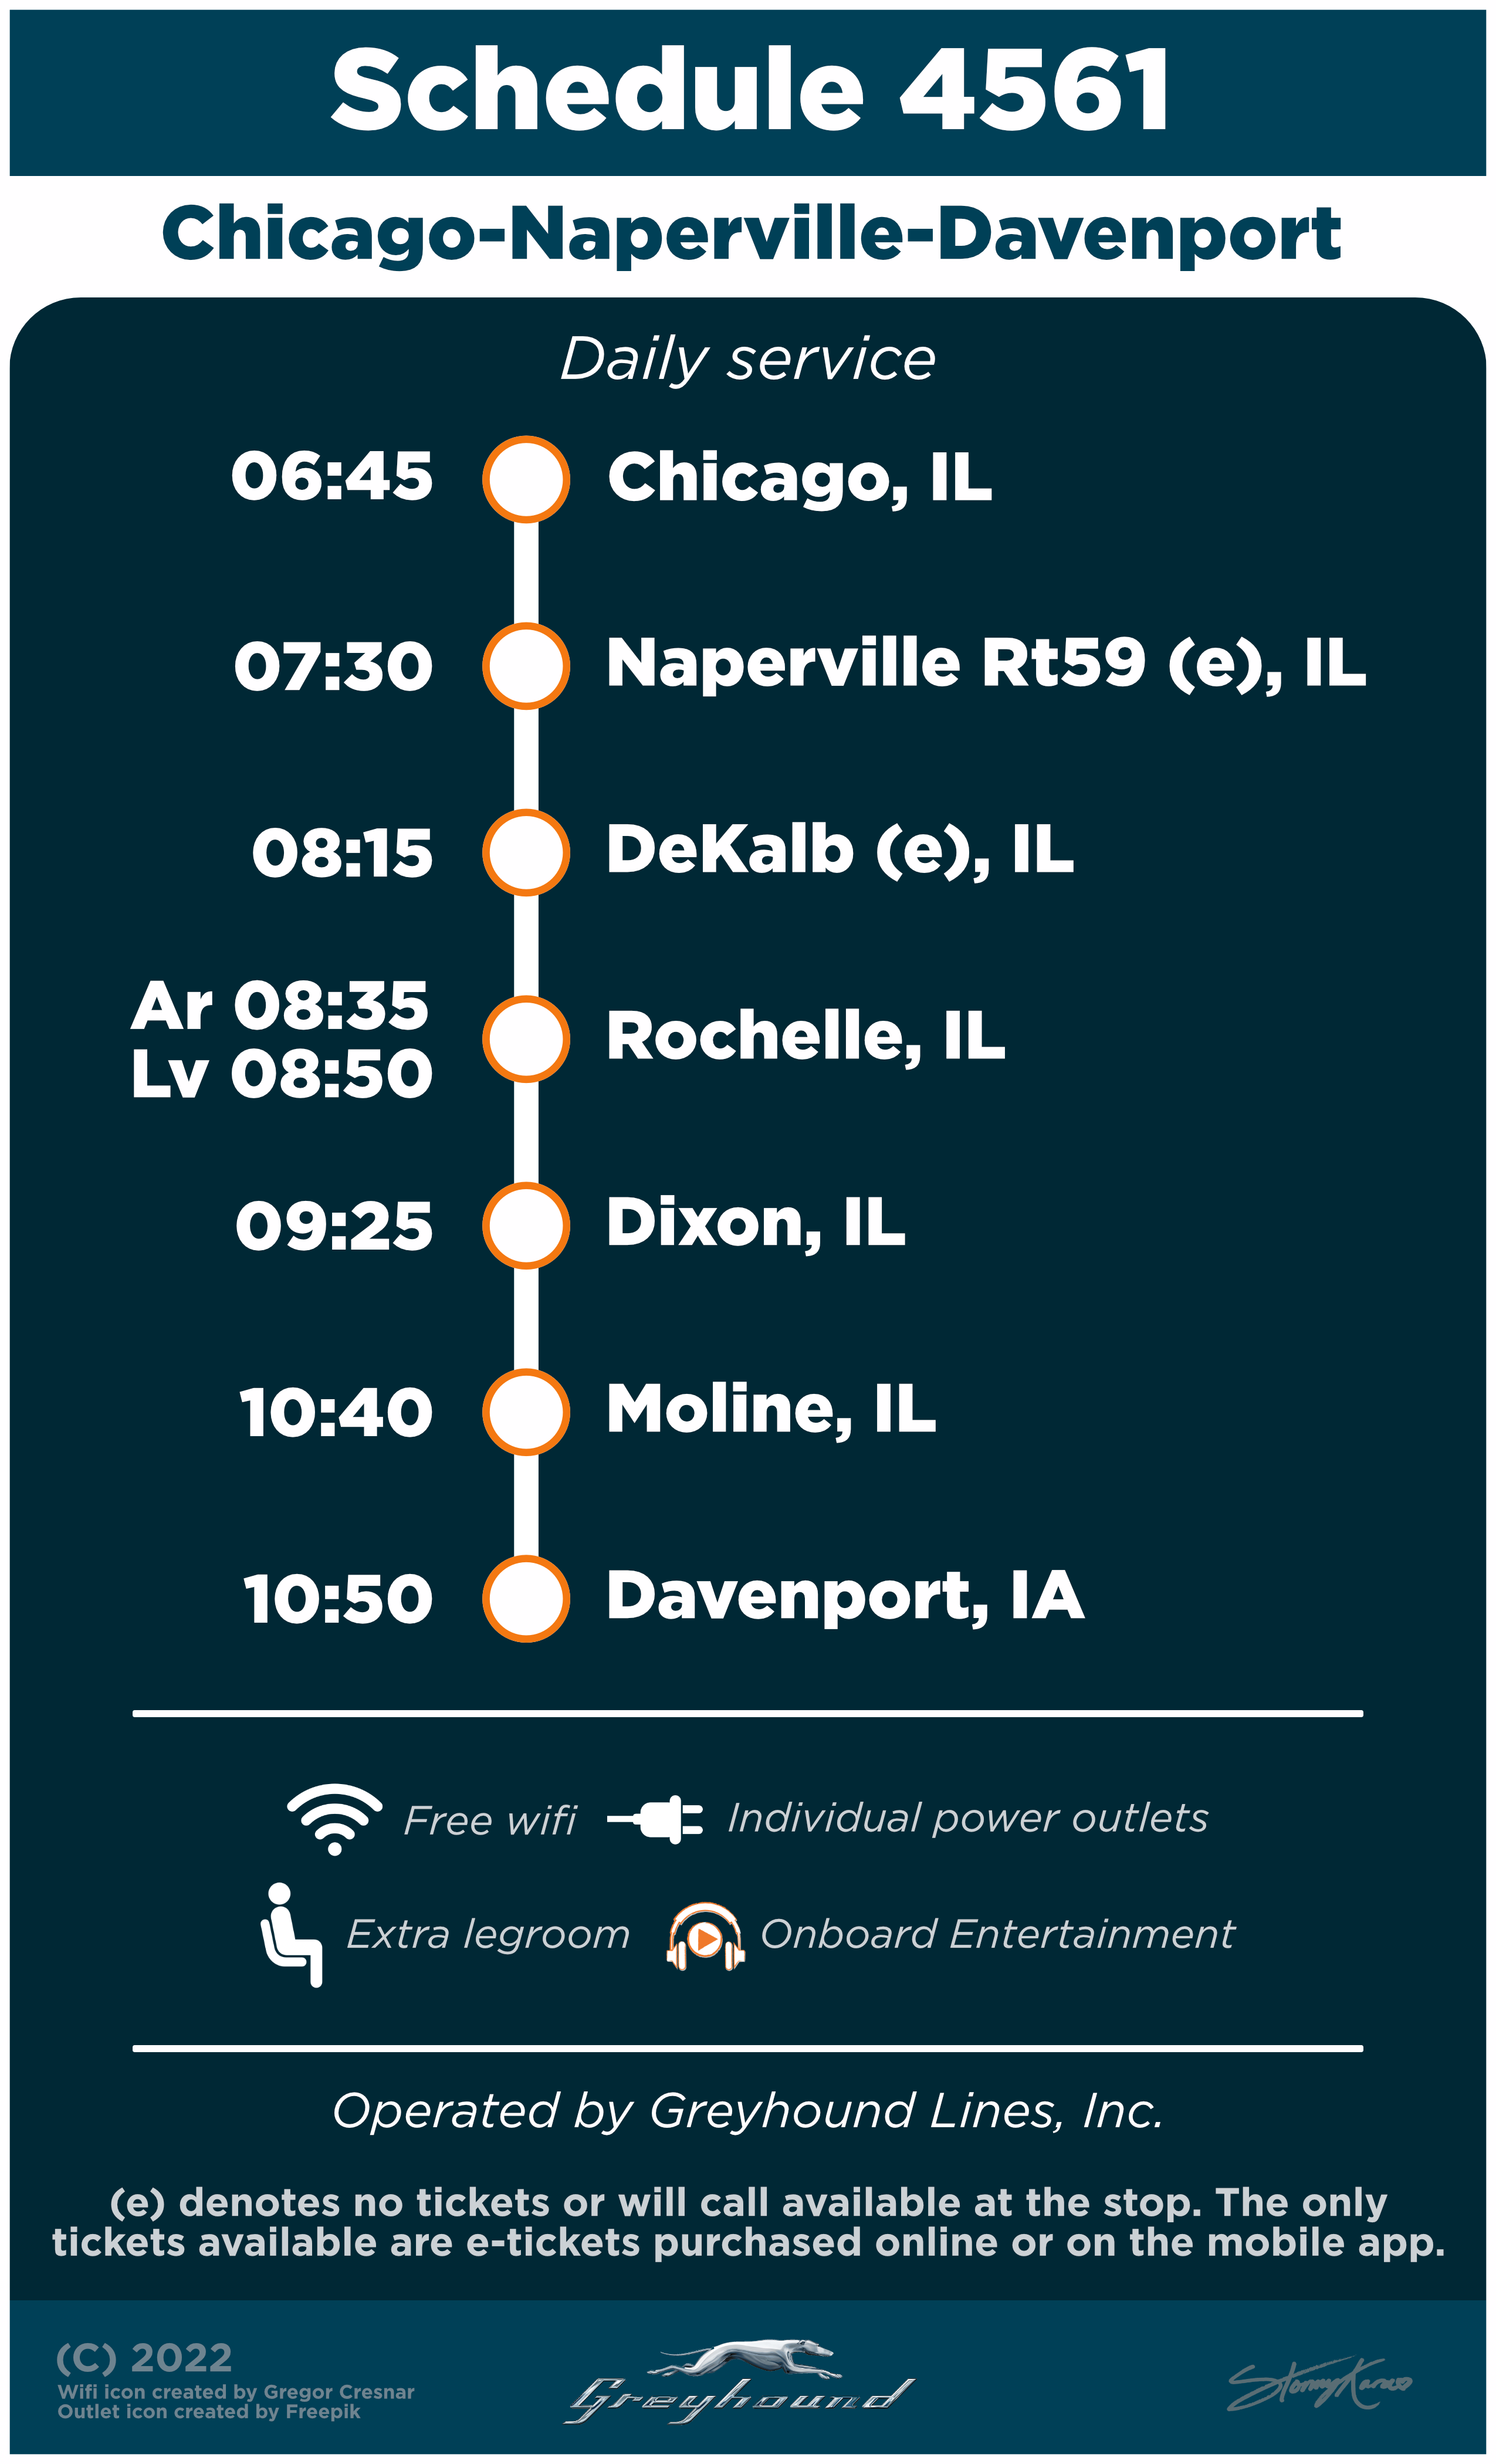 Schedule 4561
Chicago-Naperville-Davenport
Daily service
06:45 Chicago, IL
07:30 Naperville Rt59 (e), IL
08:15 DeKalb (e), IL
Ar 08:35
Lv 08:50
Rochelle, IL
09:25 Dixon, IL
10:40 Moline, IL
10:50 Davenport, IA
Free wifi Individual power outlets
Extra legroom Onboard Entertainment
Operated by Greyhound Lines, Inc.
(e) denotes no tickets or will call available at the stop. The only
tickets available are e-tickets purchased online or on the mobile app.
(C) 2022
Wifi icon created by Gregor Cresnar
Outlet icon created by Freepik
Greyhound